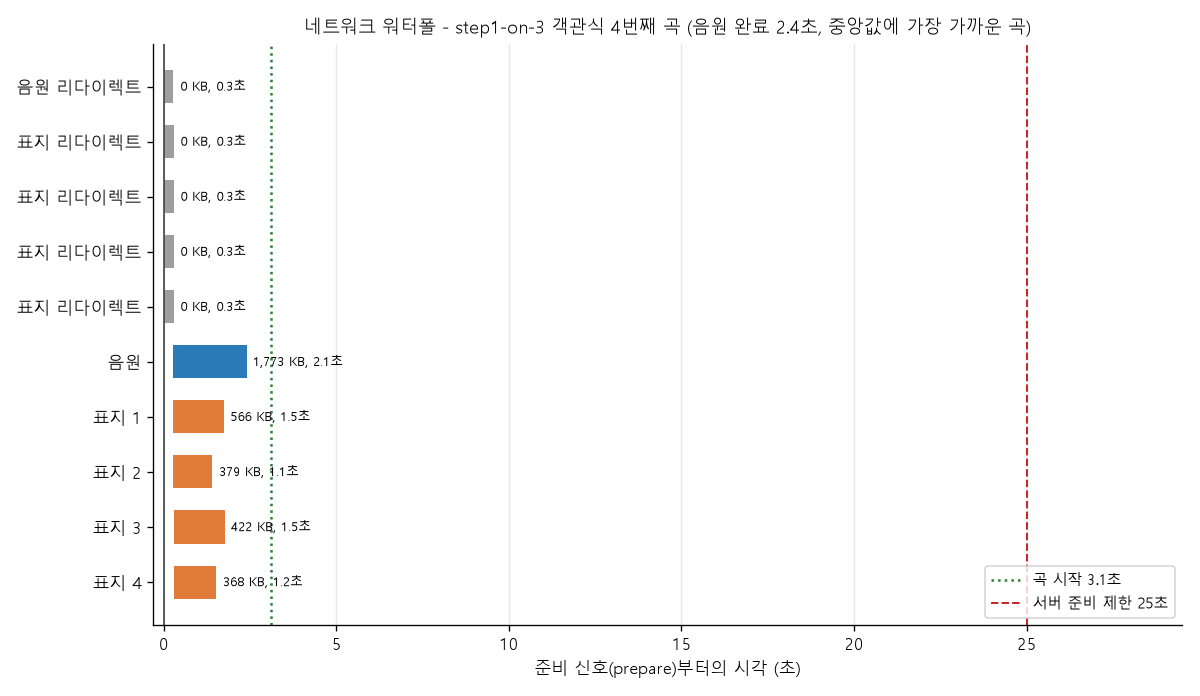 네트워크 워터폴 - step1-on-3 객관식 4번째 곡 (음원 완료 2.4초, 중앙값에 가장 가까운 곡)
음원 리다이렉트
0 KB, 0.3초
표지 리다이렉트
0 KB, 0.3초
표지 리다이렉트
0 KB, 0.3초
표지 리다이렉트
0 KB, 0.3초
표지 리다이렉트
0 KB, 0.3초
음원
1,773 KB, 2.1초
표지 1
566 KB, 1.5초
표지 2
379 KB, 1.1초
표지 3
422 KB, 1.5초
표지 4
368 KB, 1.2초
곡 시작 3.1초
서버 준비 제한 25초
0 5 10 15 20 25
준비 신호(prepare)부터의 시각 (초)